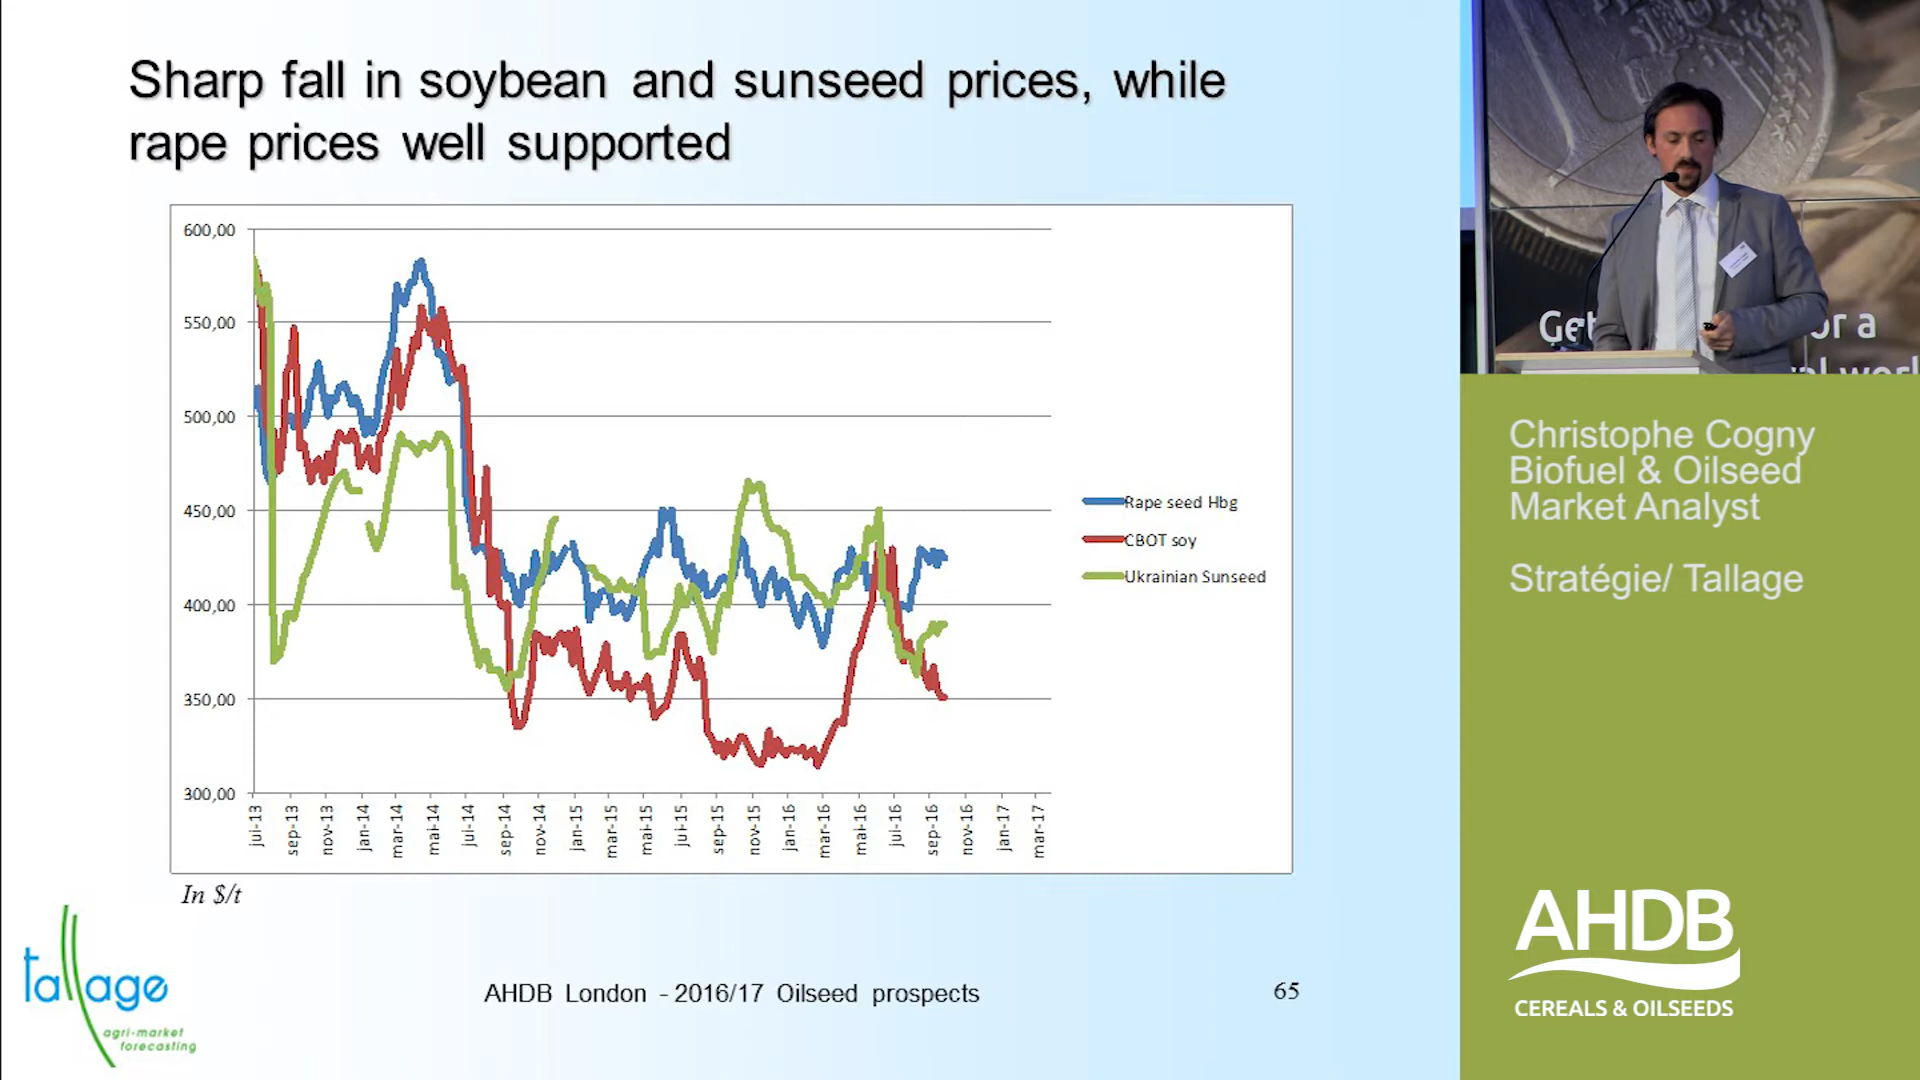 Sharp fall in soybean and sunseed prices, while
rape prices well supported
600,00
550,00
500,00
450,00
400,00
350,00
300,00
jui-13
sep-13
nov-13
jan-14
mar-14
mai-14
jui-14
sep-14
nov-14
jan-15
mar-15
mai-15
jui-15
sep-15
nov-15
jan-16
mar-16
mai-16
jui-16
sep-16
nov-16
jan-17
mar-17
Rape seed Hbg
CBOT soy
Ukrainian Sunseed
In $/t
tallage
agri-market
forecasting
AHDB London - 2016/17 Oilseed prospects
65
or a
Christophe Cogny
Biofuel & Oilseed
Market Analyst
Stratégie/ Tallage
AHDB
CEREALS & OILSEEDS